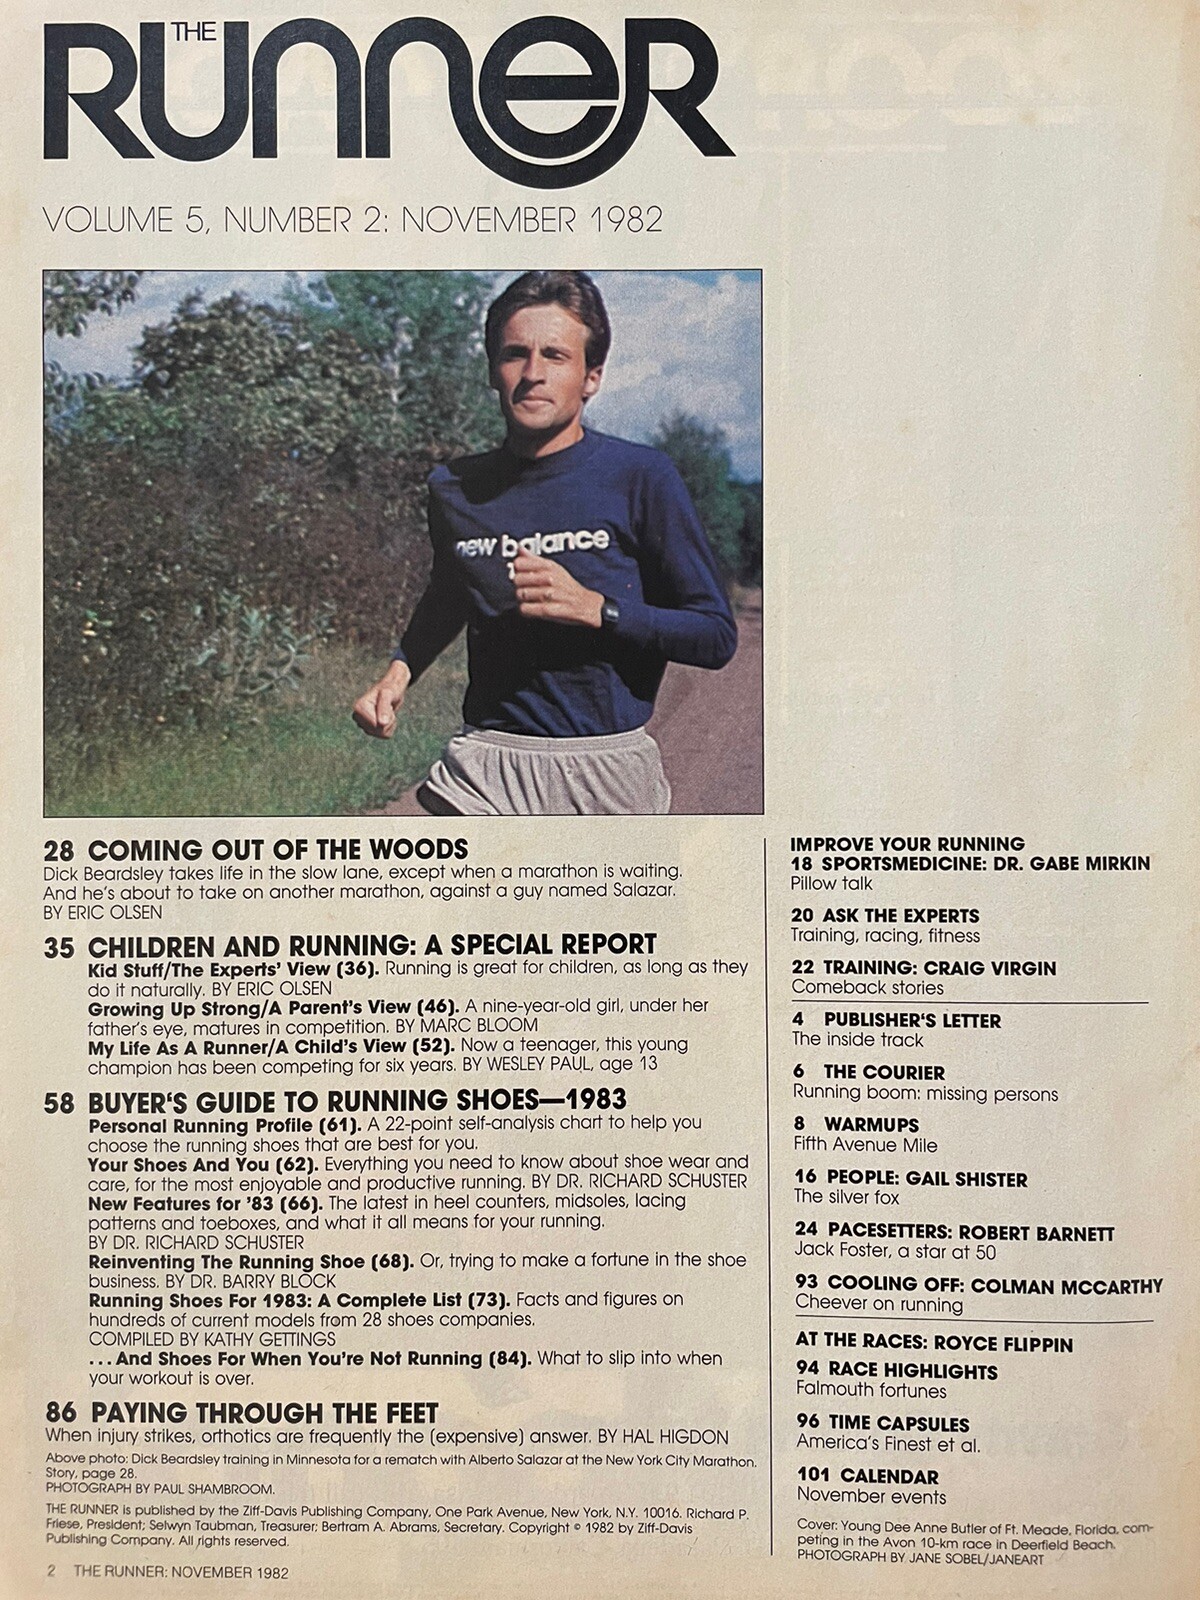 THE
RUNNER
VOLUME 5, NUMBER 2: NOVEMBER 1982
new balance
28 COMING OUT OF THE WOODS
Dick Beardsley takes life in the slow lane, except when a marathon is waiting.
And he's about to take on another marathon, against a guy named Salazar.
BY ERIC OLSEN
35 CHILDREN AND RUNNING: A SPECIAL REPORT
Kid Stuff/The Experts' View (36). Running is great for children, as long as they
do it naturally. BY ERIC OLSEN
Growing Up Strong/A Parent's View (46). A nine-year-old girl, under her
father's eye, matures in competition. BY MARC BLOOM
My Life As A Runner/A Child's View (52). Now a teenager, this young
champion has been competing for six years. BY WESLEY PAUL, age 13
58 BUYER'S GUIDE TO RUNNING SHOES—1983
Personal Running Profile (61). A 22-point self-analysis chart to help you
choose the running shoes that are best for you.
Your Shoes And You (62). Everything you need to know about shoe wear and
care, for the most enjoyable and productive running. BY DR. RICHARD SCHUSTER
New Features for '83 (66). The latest in heel counters, midsoles, lacing
patterns and toeboxes, and what it all means for your running.
BY DR. RICHARD SCHUSTER
Reinventing The Running Shoe (68). Or, trying to make a fortune in the shoe
business. BY DR. BARRY BLOCK
Running Shoes For 1983: A Complete List (73). Facts and figures on
hundreds of current models from 28 shoes companies.
COMPILED BY KATHY GETTINGS
...And Shoes For When You're Not Running (84). What to slip into when
your workout is over.
86 PAYING THROUGH THE FEET
When injury strikes, orthotics are frequently the (expensive) answer. BY HAL HIGDON
Above photo: Dick Beardsley training in Minnesota for a rematch with Alberto Salazar at the New York City Marathon.
Story, page 28.
PHOTOGRAPH BY PAUL SHAMBROOM.
THE RUNNER is published by the Ziff-Davis Publishing Company, One Park Avenue, New York, N.Y. 10016. Richard P.
Friese, President; Selwyn Taubman, Treasurer; Bertram A. Abrams, Secretary. Copyright © 1982 by Ziff-Davis
Publishing Company. All rights reserved.
2 THE RUNNER: NOVEMBER 1982
IMPROVE YOUR RUNNING
18 SPORTSMEDICINE: DR. GABE MIRKIN
Pillow talk
20 ASK THE EXPERTS
Training, racing, fitness
22 TRAINING: CRAIG VIRGIN
Comeback stories
4 PUBLISHER'S LETTER
The inside track
6 THE COURIER
Running boom: missing persons
8 WARMUPS
Fifth Avenue Mile
16 PEOPLE: GAIL SHISTER
The silver fox
24 PACESETTERS: ROBERT BARNETT
Jack Foster, a star at 50
93 COOLING OFF: COLMAN MCCARTHY
Cheever on running
AT THE RACES: ROYCE FLIPPIN
94 RACE HIGHLIGHTS
Falmouth fortunes
96 TIME CAPSULES
America's Finest et al.
101 CALENDAR
November events
Cover: Young Dee Anne Butler of Ft. Meade, Florida, com-
peting in the Avon 10-km race in Deerfield Beach.
PHOTOGRAPH BY JANE SOBEL/JANEART